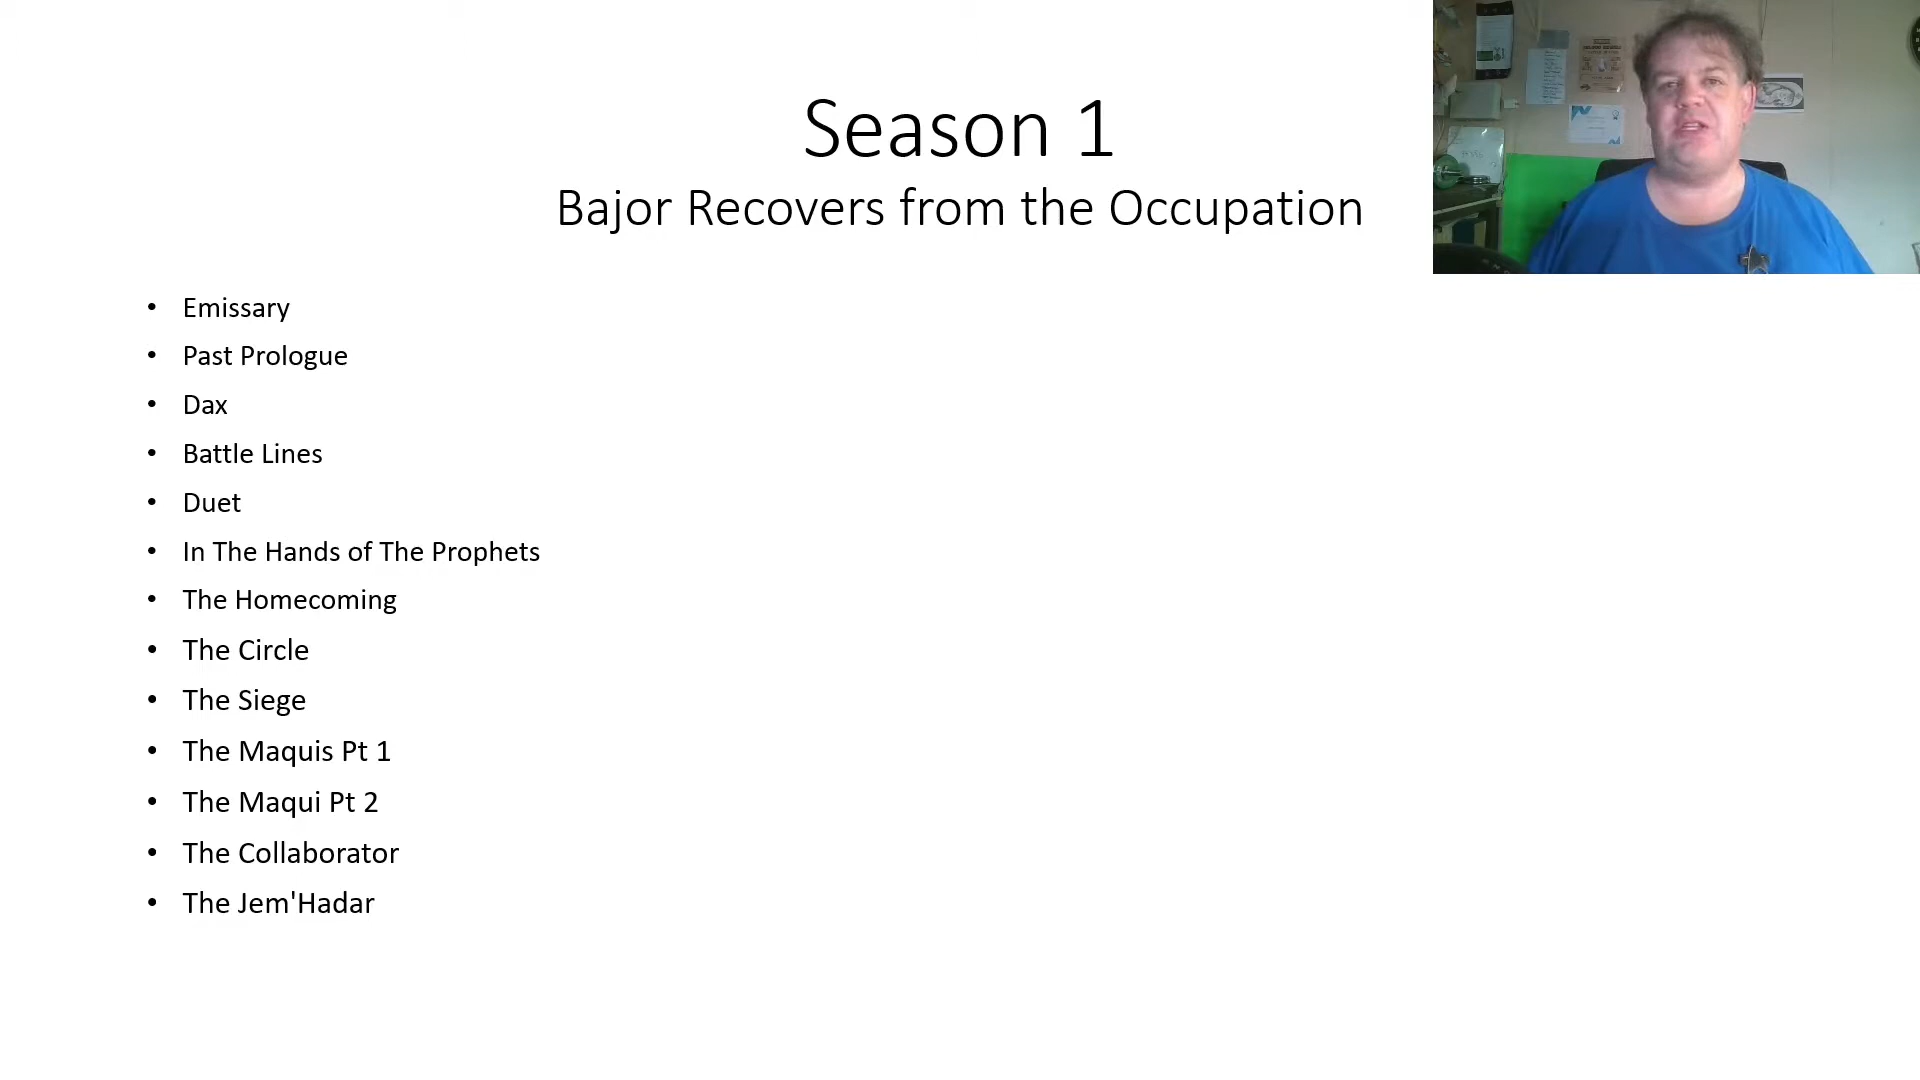 Season 1
Bajor Recovers from the Occupation
• Emissary
• Past Prologue
• Dax
• Battle Lines
• Duet
• In The Hands of The Prophets
• The Homecoming
• The Circle
• The Siege
• The Maquis Pt 1
• The Maqui Pt 2
• The Collaborator
• The Jem'Hadar